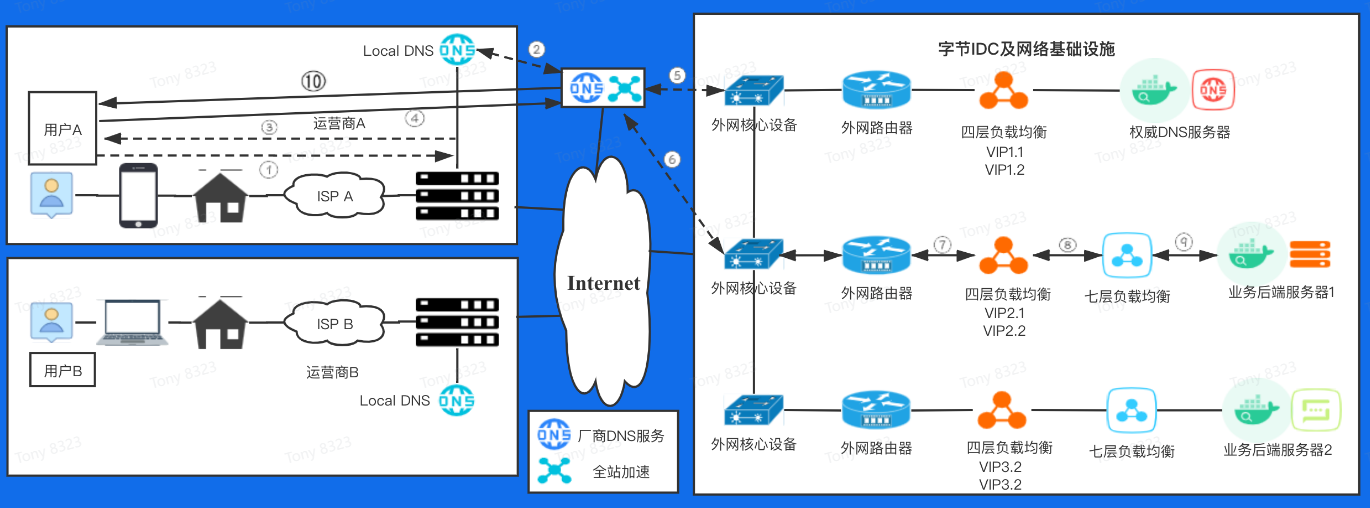 Local DNS
DNS
②
⑩
用户A
运营商A
④
③
①
ISP A
用户B
ISP B
运营商B
Local DNS
DNS
DNS
⑤
⑥
Internet
DNS
厂商DNS服务
全站加速
字节IDC及网络基础设施
外网核心设备
外网路由器
四层负载均衡
VIP1.1
VIP1.2
DNS
权威DNS服务器
⑦
⑧
⑨
外网核心设备
外网路由器
四层负载均衡
VIP2.1
VIP2.2
七层负载均衡
业务后端服务器1
外网核心设备
外网路由器
四层负载均衡
VIP3.2
VIP3.2
七层负载均衡
业务后端服务器2
Tony 8323